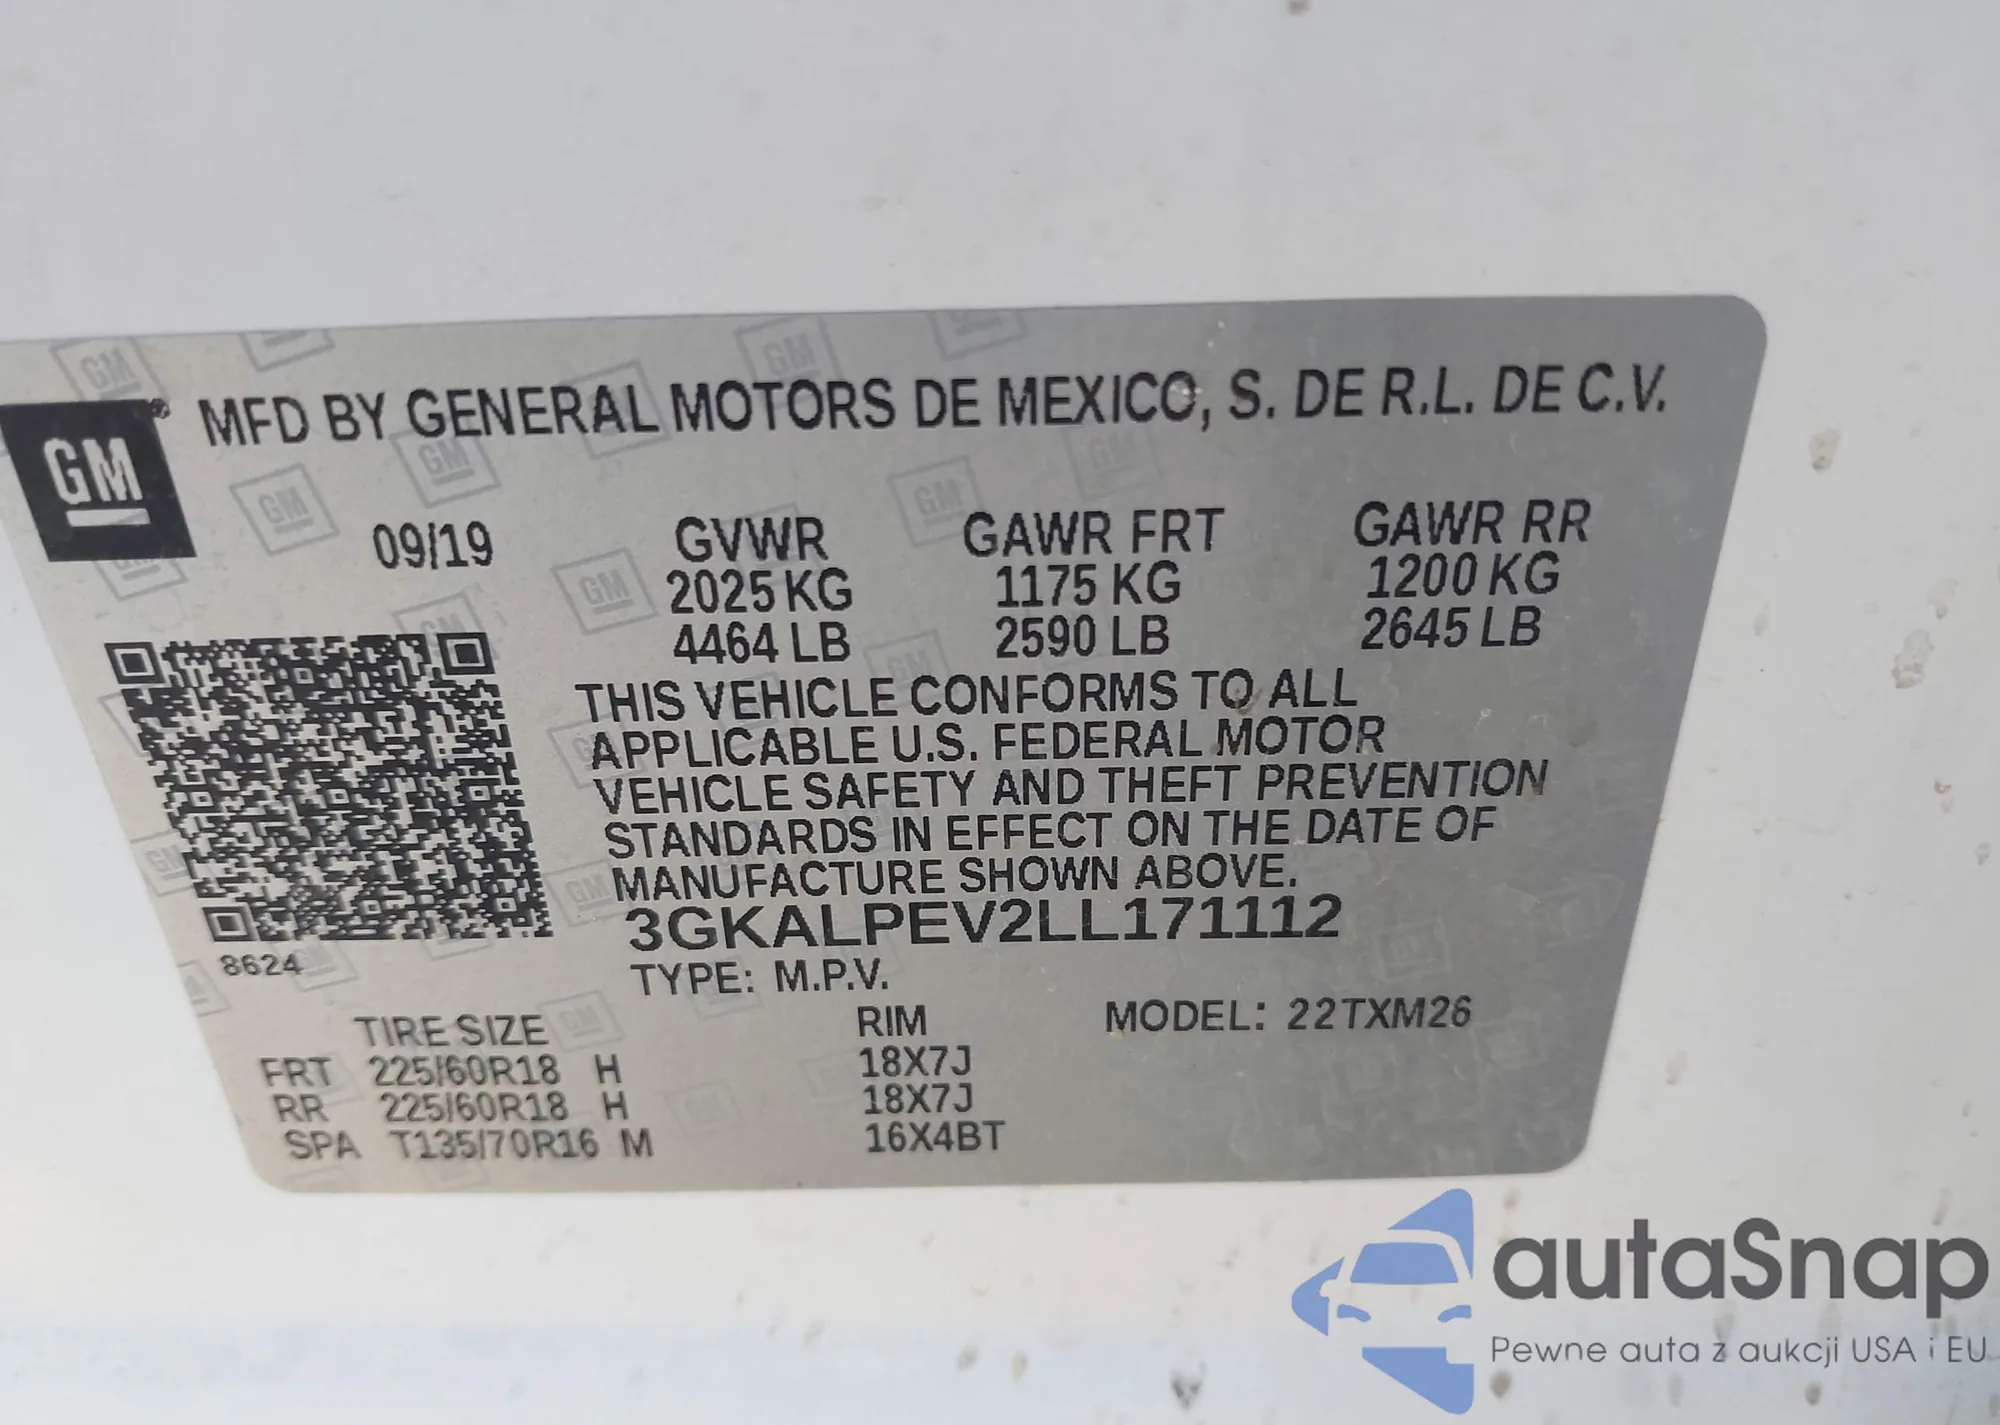 GM
MFD BY GENERAL MOTORS DE MEXICO, S. DE R.L. DE C.V.
09/19 GVWR GAWR FRT GAWR RR
2025 KG 1175 KG 1200 KG
4464 LB 2590 LB 2645 LB
THIS VEHICLE CONFORMS TO ALL
APPLICABLE U.S. FEDERAL MOTOR
VEHICLE SAFETY AND THEFT PREVENTION
STANDARDS IN EFFECT ON THE DATE OF
MANUFACTURE SHOWN ABOVE.
3GKALPEV2LL171112
8624
TYPE: M.P.V.
TIRE SIZE RIM MODEL: 22TXM26
FRT 225/60R18 H 18X7J
RR 225/60R18 H 18X7J
SPA T135/70R16 M 16X4BT
autaSnap
Pewne auta z aukcji USA i EU